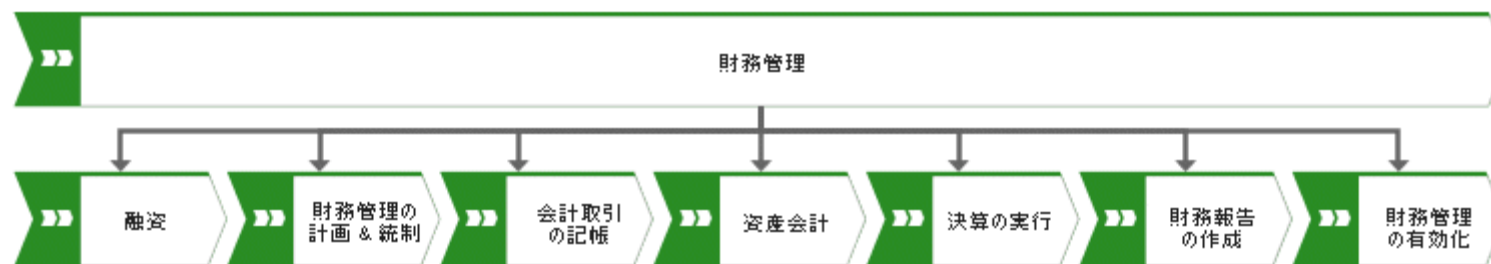 財務管理
融資
財務管理の
計画 & 統制
会計取引
の記帳
資産会計
決算の実行
財務報告
の作成
財務管理
の有効化